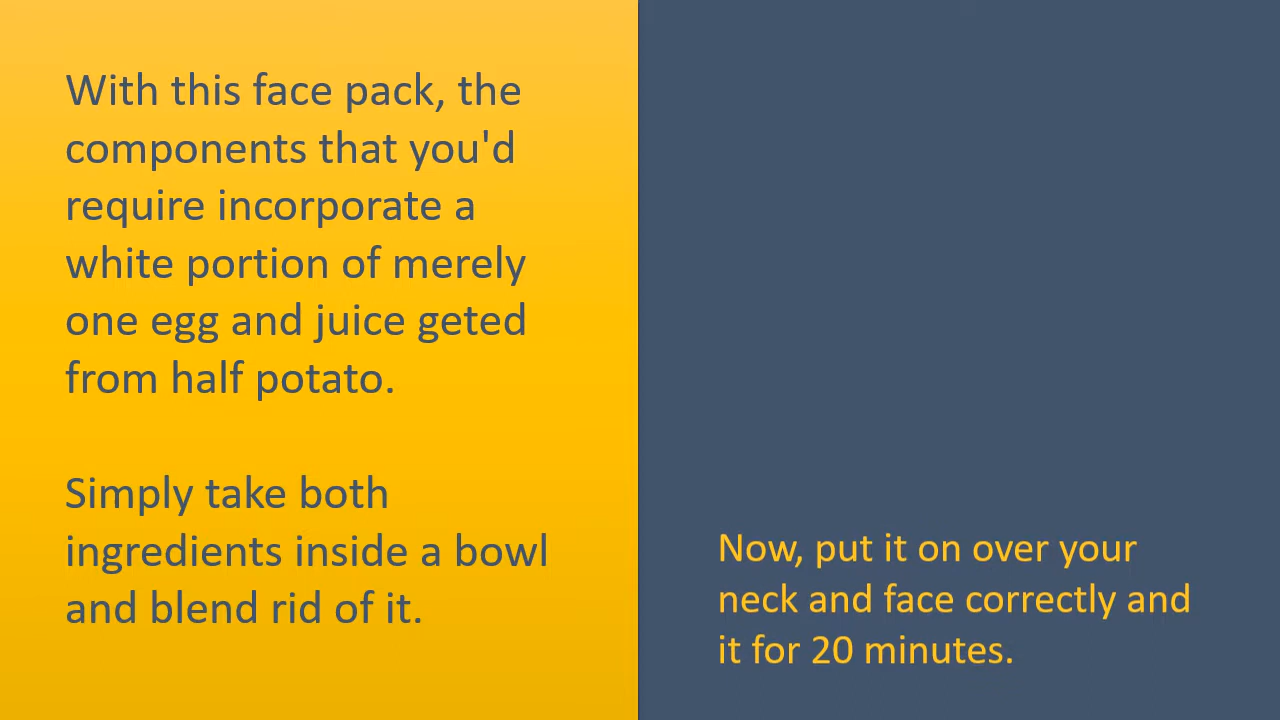 With this face pack, the
components that you'd
require incorporate a
white portion of merely
one egg and juice geted
from half potato.
Simply take both
ingredients inside a bowl
and blend rid of it.
Now, put it on over your
neck and face correctly and
it for 20 minutes.